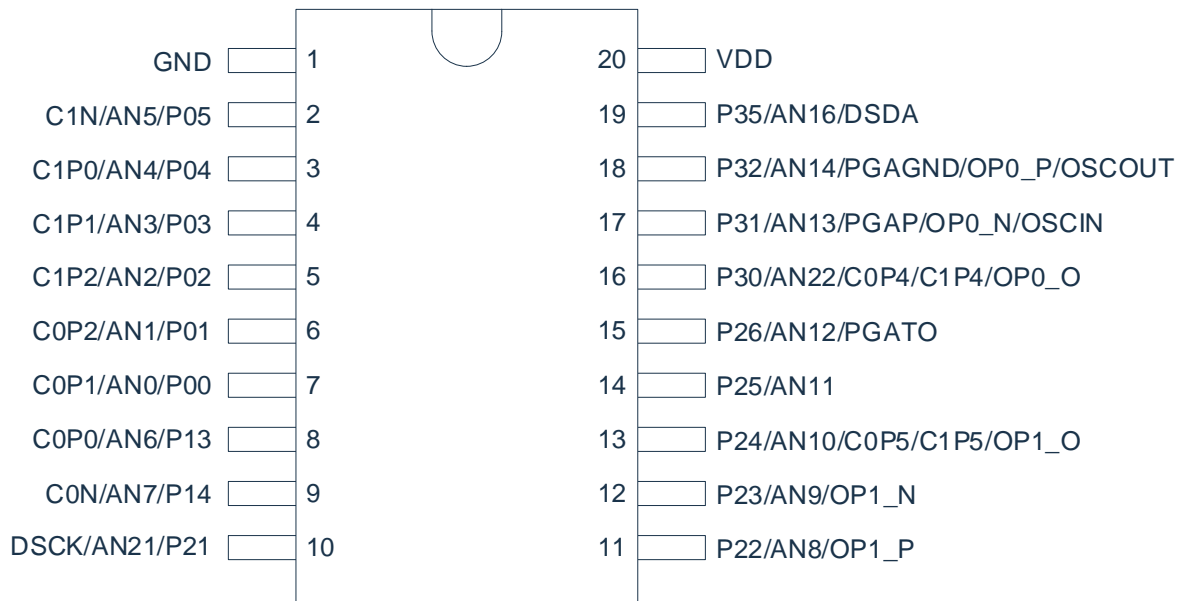 GND 1 20 VDD
C1N/AN5/P05 2 19 P35/AN16/DSDA
C1P0/AN4/P04 3 18 P32/AN14/PGAGND/OP0_P/OSCOUT
C1P1/AN3/P03 4 17 P31/AN13/PGAP/OP0_N/OSCIN
C1P2/AN2/P02 5 16 P30/AN22/C0P4/C1P4/OP0_O
C0P2/AN1/P01 6 15 P26/AN12/PGATO
C0P1/AN0/P00 7 14 P25/AN11
C0P0/AN6/P13 8 13 P24/AN10/C0P5/C1P5/OP1_O
C0N/AN7/P14 9 12 P23/AN9/OP1_N
DSCK/AN21/P21 10 11 P22/AN8/OP1_P